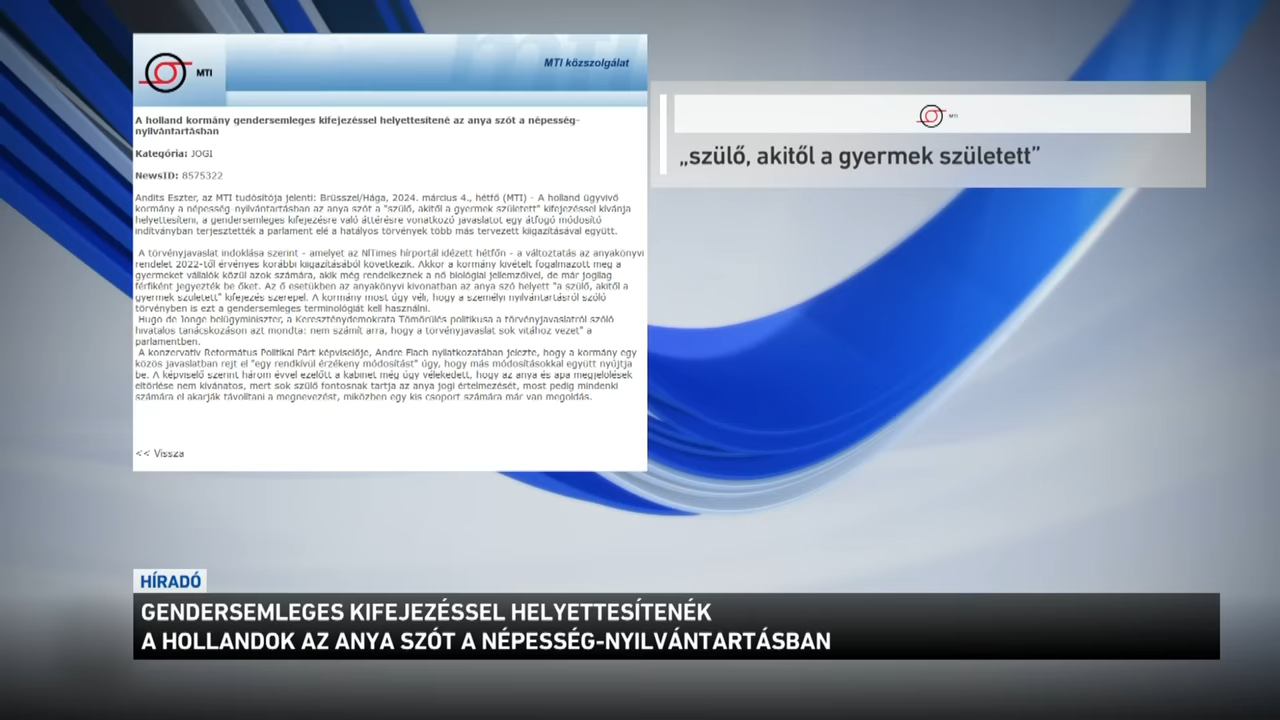 MTI
MTI közszolgálat
A holland kormány gendersemleges kifejezéssel helyettesítené az anya szót a népesség-
nyilvántartásban
Kategória: JOGI
NewsID: 8575322
Andits Eszter, az MTI tudósítója jelenti: Brüsszel/Hága, 2024. március 4., hétfő (MTI) - A holland ügyvivő
kormány a népesség-nyilvántartásban az anya szót a "szülő, akitől a gyermek született" kifejezéssel kívánja
helyettesíteni, a gendersemleges kifejezésre való áttérésre vonatkozó javaslatot egy átfogó módosító
indítványban terjesztették a parlament elé a hatályos törvények több más tervezett kiigazításával együtt.
A törvényjavaslat indoklása szerint - amelyet az NlTimes hírportál idézett hétfőn - a változtatás az anyakönyvi
rendelet 2022-től érvényes korábbi kiigazításából következik. Akkor a kormány kivételt fogalmazott meg a
gyermeket vállalók közül azok számára, akik még rendelkeznek a nő biológiai jellemzőivel, de már jogilag
férfiként jegyezték be őket. Az ő esetükben az anyakönyvi kivonatban az anya szó helyett "a szülő, akitől a
gyermek született" kifejezés szerepel. A kormány most úgy véli, hogy a személyi nyilvántartásról szóló
törvényben is ezt a gendersemleges terminológiát kell használni.
Hugo de Jonge belügyminiszter, a Kereszténydemokrata Tömörülés politikusa a törvényjavaslatról szóló
hivatalos tanácskozáson azt mondta: nem számít arra, hogy a törvényjavaslat sok vitához vezet" a
parlamentben.
A konzervatív Református Politikai Párt képviselője, Andre Flach nyilatkozatában jelezte, hogy a kormány egy
közös javaslatban rejt el "egy rendkívül érzékeny módosítást" úgy, hogy más módosításokkal együtt nyújtja
be. A képviselő szerint három évvel ezelőtt a kabinet még úgy vélekedett, hogy az anya és apa megjelölések
eltörlése nem kívánatos, mert sok szülő fontosnak tartja az anya jogi értelmezését, most pedig mindenki
számára el akarják távolítani a megnevezést, miközben egy kis csoport számára már van megoldás.
<< Vissza
MTI
„szülő, akitől a gyermek született”
HÍRADÓ
GENDERSEMLEGES KIFEJEZÉSSEL HELYETTESÍTENÉK
A HOLLANDOK AZ ANYA SZÓT A NÉPESSÉG-NYILVÁNTARTÁSBAN